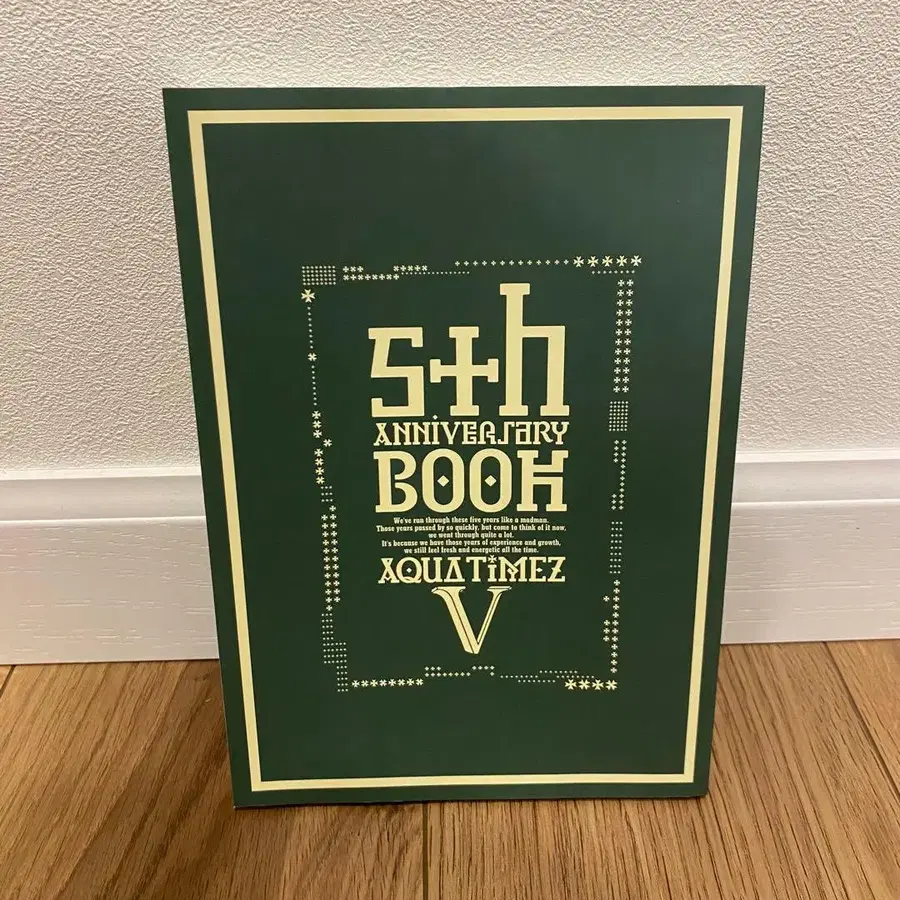 5th
ANNIVERSARY
BOOK
We've run through these five years like a madman.
Those years passed by so quickly, but come to think of it now,
we went through quite a lot.
It's because we have those years of experience and growth,
we still feel fresh and energetic all the time.
AQUA TIMEZ
V